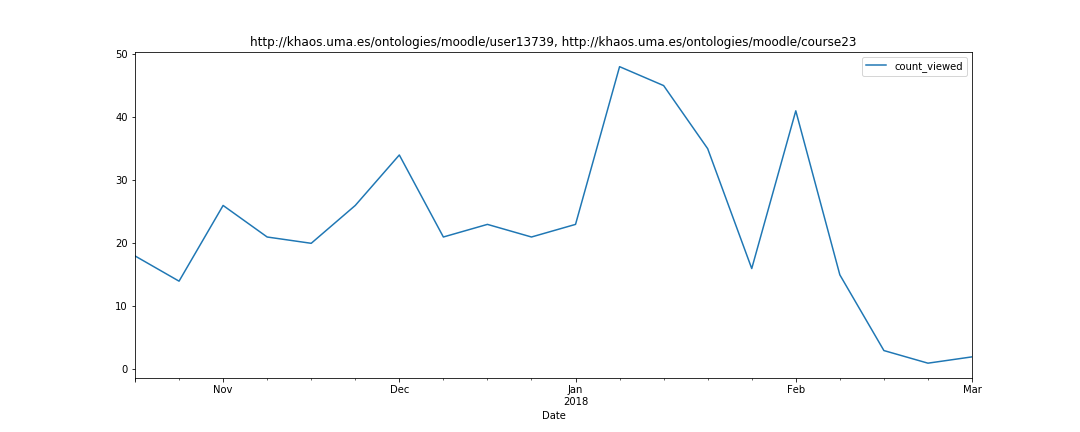 http://khaos.uma.es/ontologies/moodle/user13739, http://khaos.uma.es/ontologies/moodle/course23
count_viewed
50
40
30
20
10
0
Nov Dec Jan Feb Mar
2018
Date